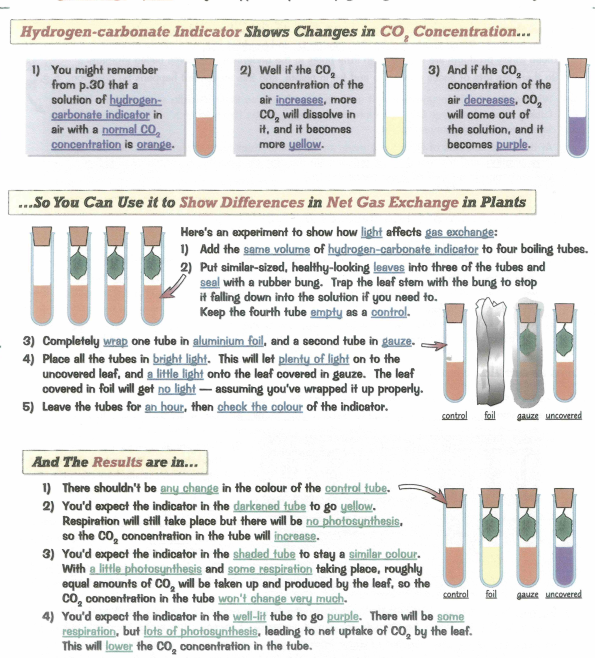 Hydrogen-carbonate Indicator Shows Changes in CO₂ Concentration...
1) You might remember
from p.30 that a
solution of hydrogen-
carbonate indicator in
air with a normal CO₂
concentration is orange.
2) Well if the CO₂
concentration of the
air increases, more
CO₂ will dissolve in
it, and it becomes
more yellow.
3) And if the CO₂
concentration of the
air decreases, CO₂
will come out of
the solution, and it
becomes purple.
...So You Can Use it to Show Differences in Net Gas Exchange in Plants
Here's an experiment to show how light affects gas exchange:
1) Add the same volume of hydrogen-carbonate indicator to four boiling tubes.
2) Put similar-sized, healthy-looking leaves into three of the tubes and
seal with a rubber bung. Trap the leaf stem with the bung to stop
it falling down into the solution if you need to.
Keep the fourth tube empty as a control.
3) Completely wrap one tube in aluminium foil, and a second tube in gauze.
4) Place all the tubes in bright light. This will let plenty of light on to the
uncovered leaf, and a little light onto the leaf covered in gauze. The leaf
covered in foil will get no light — assuming you've wrapped it up properly.
5) Leave the tubes for an hour, then check the colour of the indicator.
control foil gauze uncovered
And The Results are in...
1) There shouldn't be any change in the colour of the control tube.
2) You'd expect the indicator in the darkened tube to go yellow.
Respiration will still take place but there will be no photosynthesis,
so the CO₂ concentration in the tube will increase.
3) You'd expect the indicator in the shaded tube to stay a similar colour.
With a little photosynthesis and some respiration taking place, roughly
equal amounts of CO₂ will be taken up and produced by the leaf, so the
CO₂ concentration in the tube won't change very much.
4) You'd expect the indicator in the well-lit tube to go purple. There will be some
respiration, but lots of photosynthesis, leading to net uptake of CO₂ by the leaf.
This will lower the CO₂ concentration in the tube.
control foil gauze uncovered